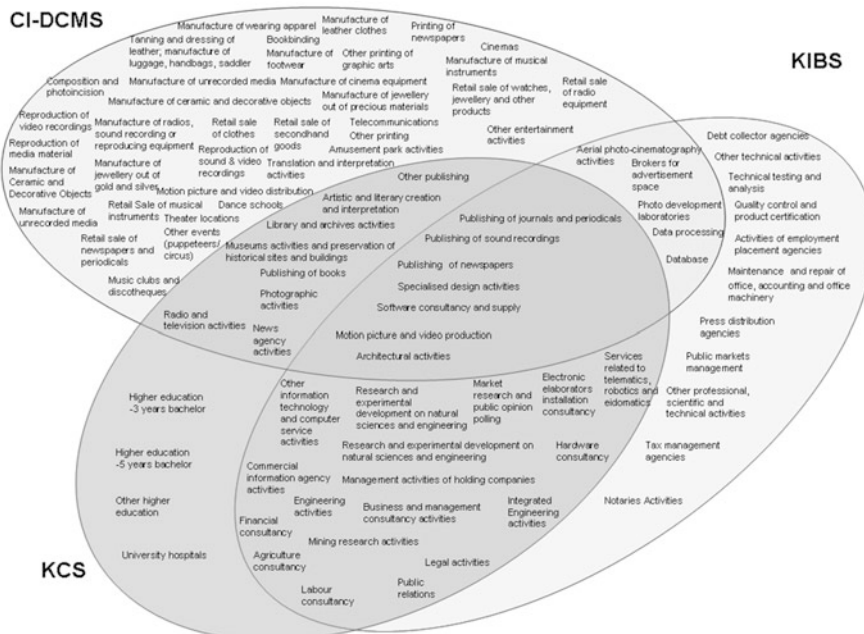 CI-DCMS
KIBS
KCS
Manufacture of wearing apparel
Manufacture of
leather clothes
Printing of
newspapers
Tanning and dressing of
leather; manufacture of
luggage, handbags, saddler
Bookbinding
Manufacture of
footwear
Other printing of
graphic arts
Cinemas
Manufacture of musical
instruments
Composition and
photoincision
Manufacture of unrecorded media
Manufacture of cinema equipment
Retail sale of watches,
jewellery and other
products
Retail sale
of radio
equipment
Manufacture of ceramic and decorative objects
Manufacture of jewellery
out of precious materials
Reproduction of
video recordings
Manufacture of radios,
sound recording or
reproducing equipment
Retail sale
of clothes
Retail sale of
secondhand
goods
Telecommunications
Other printing
Other entertainment
activities
Amusement park activities
Reproduction of
media material
Reproduction of
sound & video
recordings
Translation and interpretation
activities
Manufacture of
Ceramic and
Decorative Objects
Manufacture of
jewellery out of
gold and silver
Motion picture and video distribution
Manufacture of
unrecorded media
Retail Sale of musical
instruments
Dance schools
Theater locations
Other events
(puppeteers/
circus)
Retail sale of
newspapers and
periodicals
Music clubs and
discotheques
Aerial photo-cinematography
activities
Brokers for
advertisement
space
Photo development
laboratories
Data processing
Database
Debt collector agencies
Other technical activities
Technical testing and
analysis
Quality control and
product certification
Activities of employment
placement agencies
Maintenance and repair of
office, accounting and office
machinery
Press distribution
agencies
Public markets
management
Other professional,
scientific and
technical activities
Tax management
agencies
Notaries Activities
Other publishing
Artistic and literary creation
and interpretation
Library and archives activities
Museums activities and preservation of
historical sites and buildings
Publishing of books
Photographic
activities
Radio and
television activities
News
agency
activities
Publishing of journals and periodicals
Publishing of sound recordings
Publishing of newspapers
Specialised design activities
Software consultancy and supply
Motion picture and video production
Architectural activities
Higher education
-3 years bachelor
Higher education
-5 years bachelor
Other higher
education
University hospitals
Other
information
technology
and computer
service
activities
Research and
experimental
development on natural
sciences and engineering
Market
research and
public opinion
polling
Electronic
elaborators
installation
consultancy
Services
related to
telematics,
robotics and
eidomatics
Research and experimental development on
natural sciences and engineering
Hardware
consultancy
Commercial
information agency
activities
Management activities of holding companies
Engineering
activities
Business and management
consultancy activities
Integrated
Engineering
activities
Financial
consultancy
Mining research activities
Agriculture
consultancy
Legal activities
Labour
consultancy
Public
relations